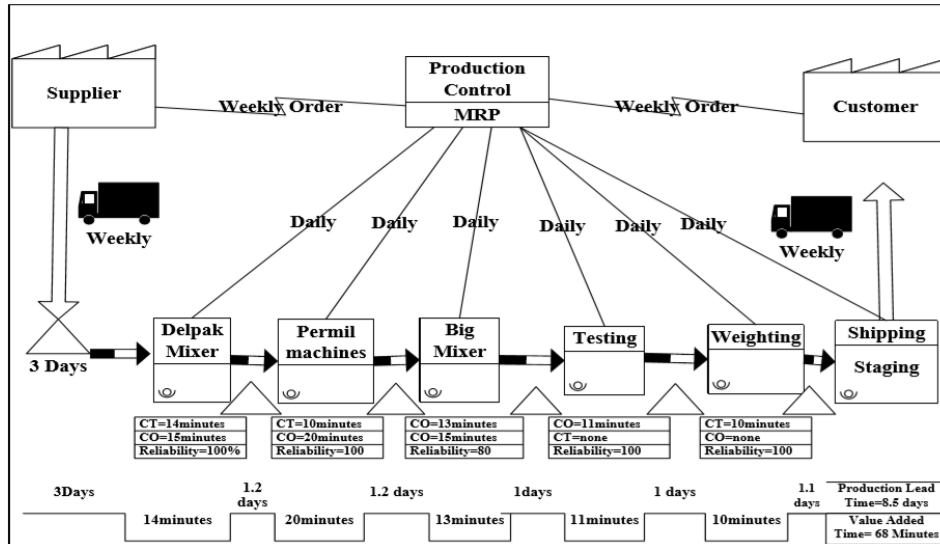 Supplier
Weekly Order
Production
Control
MRP
Weekly Order
Customer
Weekly
Daily
Daily
Daily
Daily
Daily
Daily
Weekly
3 Days
Delpak
Mixer
Permil
machines
Big
Mixer
Testing
Weighting
Shipping
Staging
CT=14minutes
CO=15minutes
Reliability=100%
CT=10minutes
CO=20minutes
Reliability=100
CO=13minutes
CO=15minutes
Reliability=80
CO=11minutes
CT=none
Reliability=100
CT=10minutes
CO=none
Reliability=100
3Days
14minutes
1.2
days
20minutes
1.2 days
13minutes
1days
11minutes
1 days
10minutes
1.1
days
Production Lead
Time=8.5 days
Value Added
Time= 68 Minutes